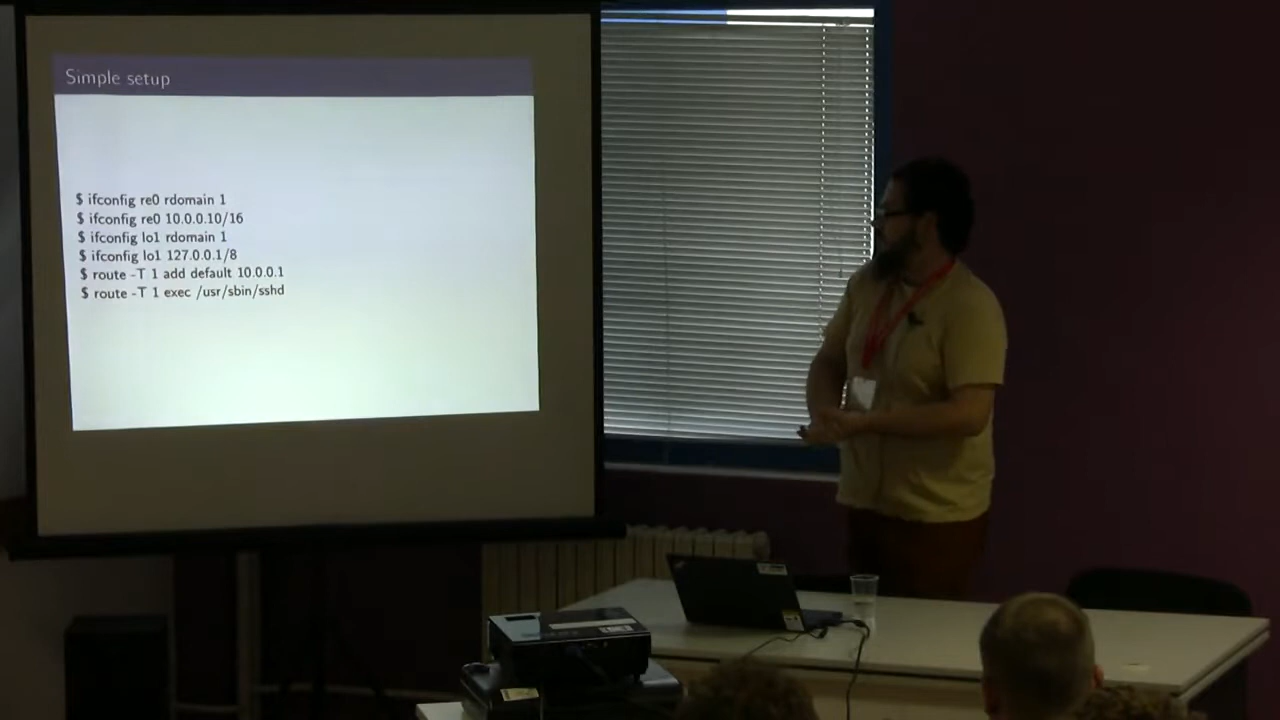 Simple setup
$ ifconfig re0 rdomain 1
$ ifconfig re0 10.0.0.10/16
$ ifconfig lo1 rdomain 1
$ ifconfig lo1 127.0.0.1/8
$ route -T 1 add default 10.0.0.1
$ route -T 1 exec /usr/sbin/sshd